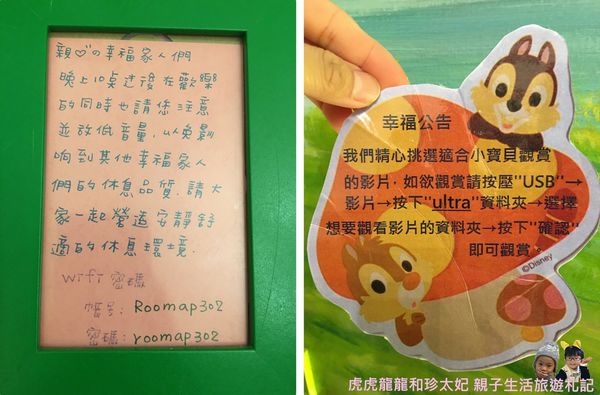 親♡の幸福家人們
晚上10桌过後在歡樂
的同時也請您注意
並放低音量,以免影
响到其他幸福家人
們的休息品質.請大
家一起營造安靜舒
適的休息環境.
wifi 密碼
帳号:Roomap302
密碼:roomap302
幸福公告
我們精心挑選適合小寶貝觀賞
的影片,如欲觀賞請按壓"USB"→
影片→按下"ultra"資料夾→選擇
想要觀看影片的資料夾→按下"確認"
即可觀賞。
©Disney
虎虎龍龍和珍太妃 親子生活旅遊札記